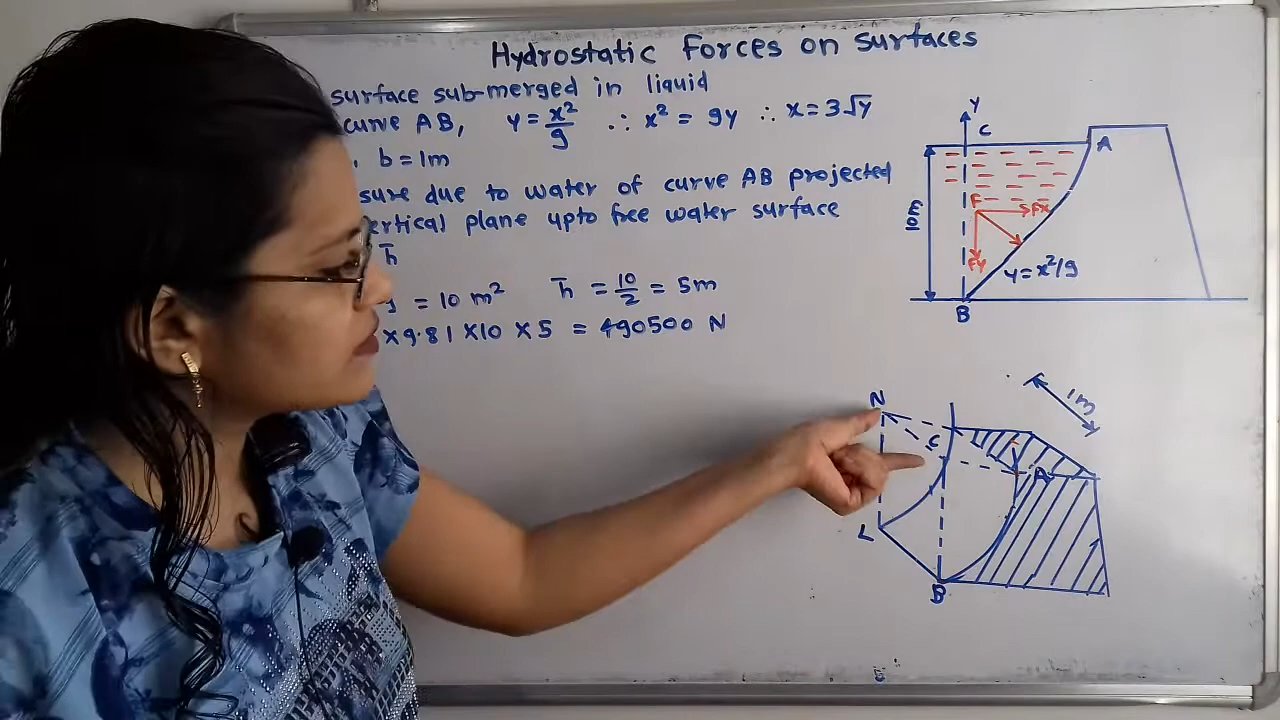 Hydrostatic Forces on surfaces
surface sub-merged in liquid
curve AB, y = x²/9 ∴ x² = 9y ∴ x = 3√y
b = 1m
sure due to water of curve AB projected
ertical plane upto free water surface
h̄
= 10 m² h̄ = 10/2 = 5m
×9.81 ×10 × 5 = 490500 N
Y
C
A
10m
F
Fx
Fy
y = x²/9
B
1m
N
C
A
L
B